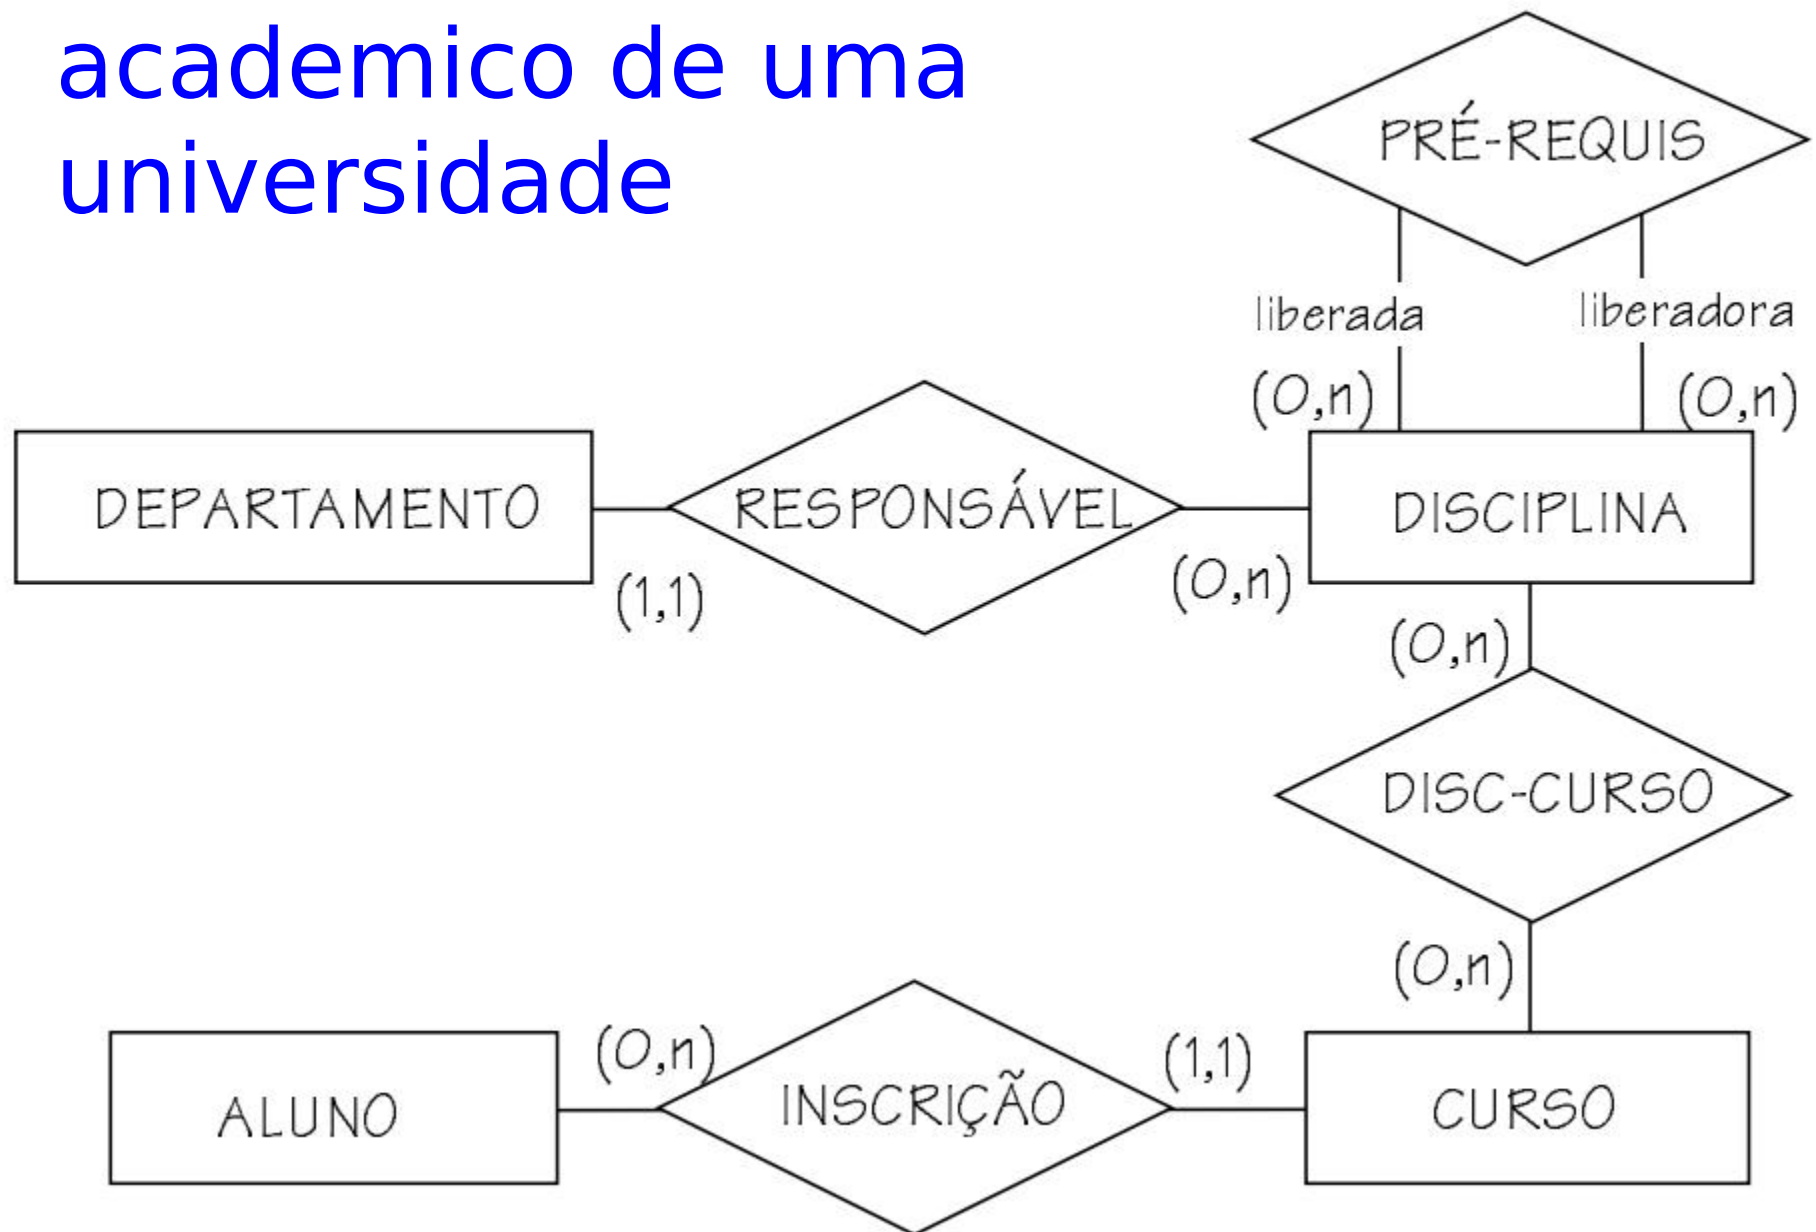 academico de uma
universidade
PRÉ-REQUIS
liberada
liberadora
(0,n)
(0,n)
DEPARTAMENTO
RESPONSÁVEL
DISCIPLINA
(1,1)
(0,n)
(0,n)
DISC-CURSO
(0,n)
(0,n)
(1,1)
ALUNO
INSCRIÇÃO
CURSO